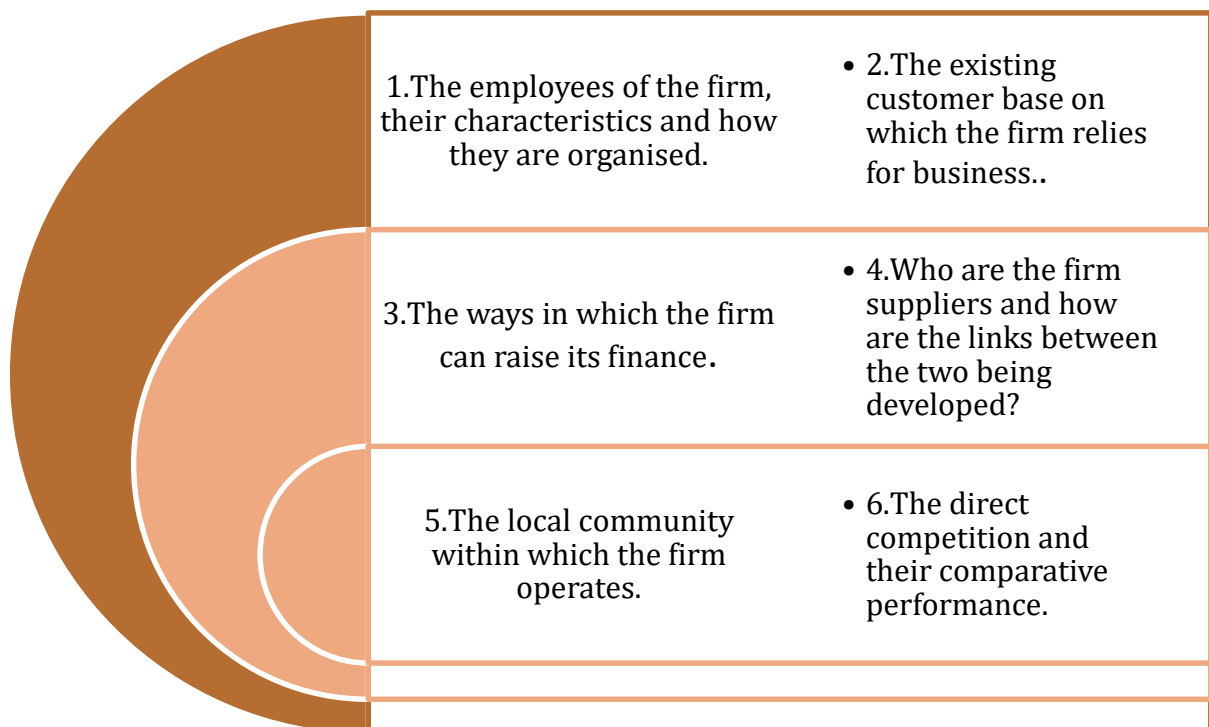 1.The employees of the firm,
their characteristics and how
they are organised.
• 2.The existing
customer base on
which the firm relies
for business..
3.The ways in which the firm
can raise its finance.
• 4.Who are the firm
suppliers and how
are the links between
the two being
developed?
5.The local community
within which the firm
operates.
• 6.The direct
competition and
their comparative
performance.